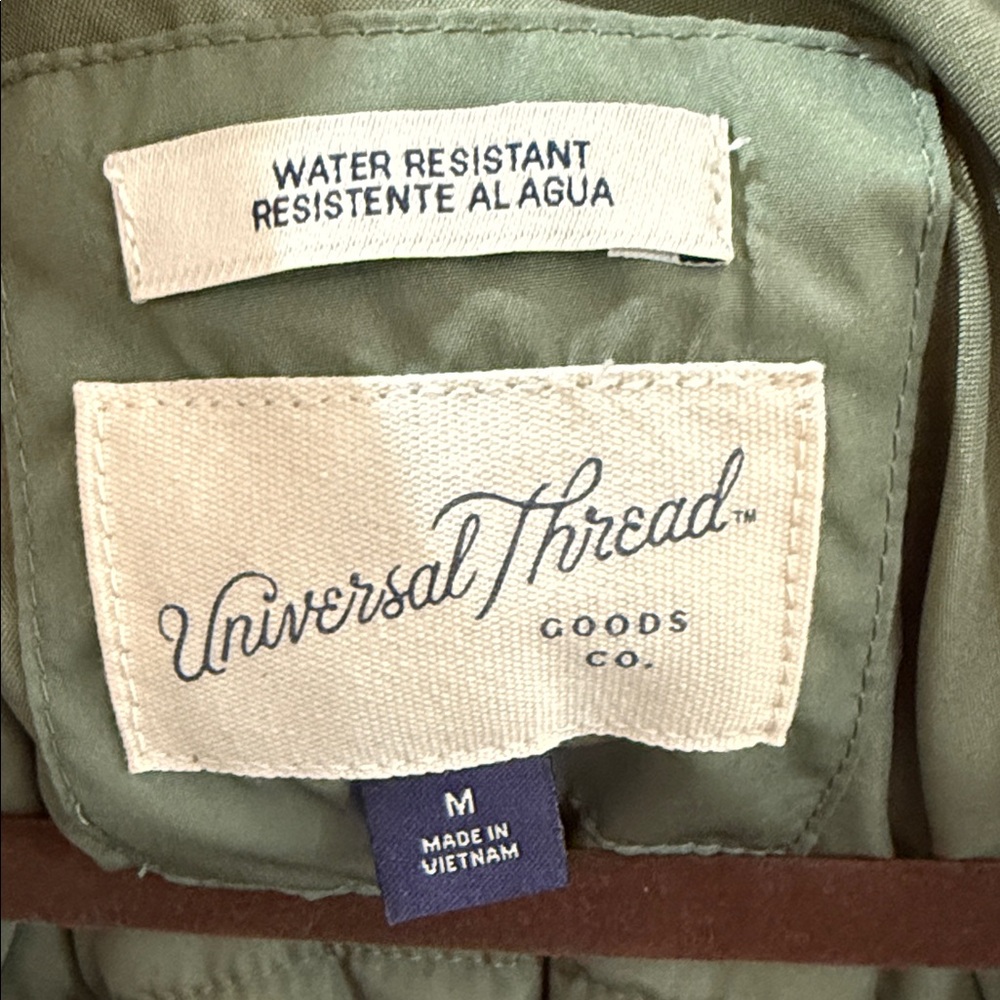 WATER RESISTANT
RESISTENTE AL AGUA
Universal Thread™
GOODS
CO.
M
MADE IN
VIETNAM